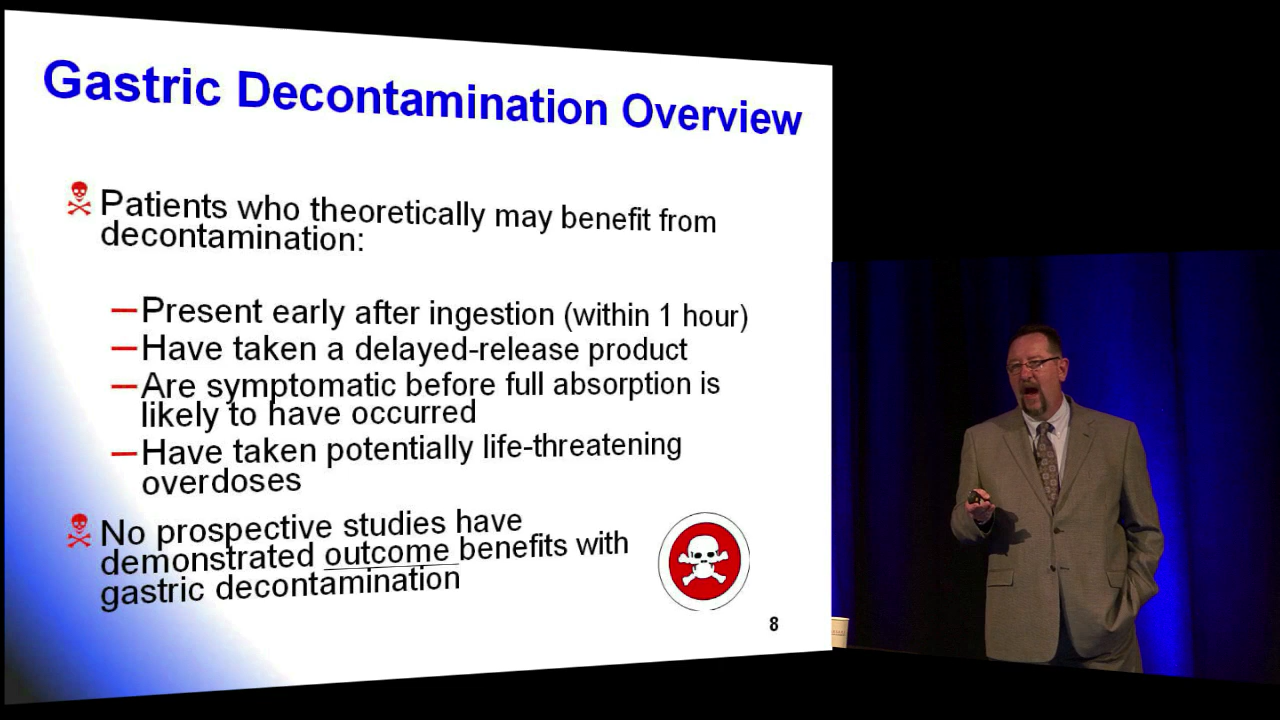 Gastric Decontamination Overview
Patients who theoretically may benefit from
decontamination:
—Present early after ingestion (within 1 hour)
—Have taken a delayed-release product
—Are symptomatic before full absorption is
likely to have occurred
—Have taken potentially life-threatening
overdoses
No prospective studies have
demonstrated outcome benefits with
gastric decontamination
8